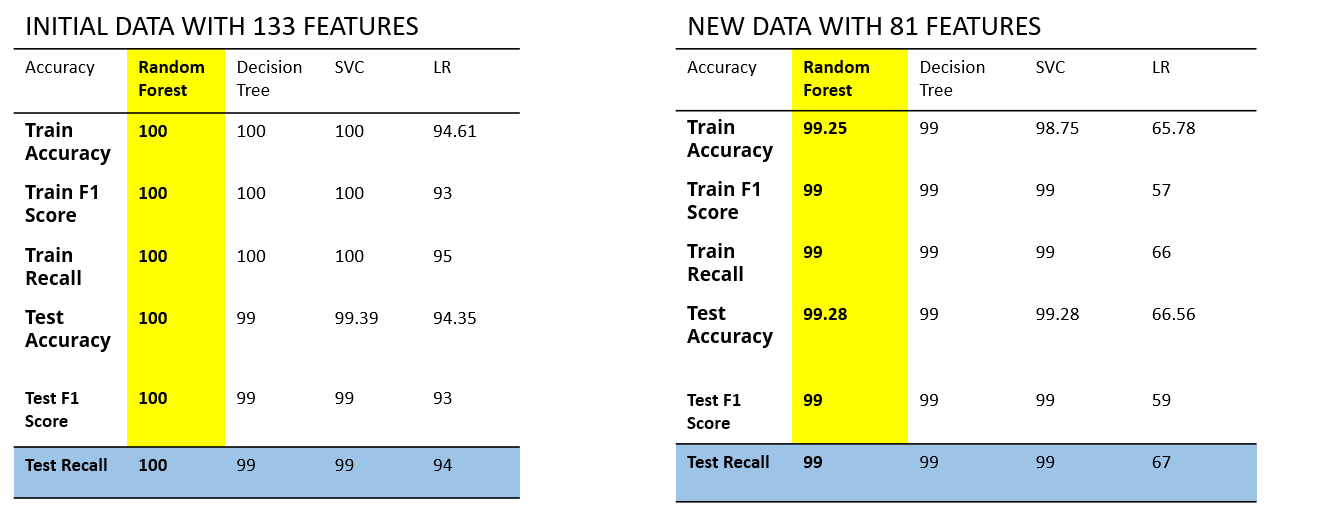 INITIAL DATA WITH 133 FEATURES
Accuracy Random Forest Decision Tree SVC LR
Train Accuracy 100 100 100 94.61
Train F1 Score 100 100 100 93
Train Recall 100 100 100 95
Test Accuracy 100 99 99.39 94.35
Test F1 Score 100 99 99 93
Test Recall 100 99 99 94
NEW DATA WITH 81 FEATURES
Accuracy Random Forest Decision Tree SVC LR
Train Accuracy 99.25 99 98.75 65.78
Train F1 Score 99 99 99 57
Train Recall 99 99 99 66
Test Accuracy 99.28 99 99.28 66.56
Test F1 Score 99 99 99 59
Test Recall 99 99 99 67